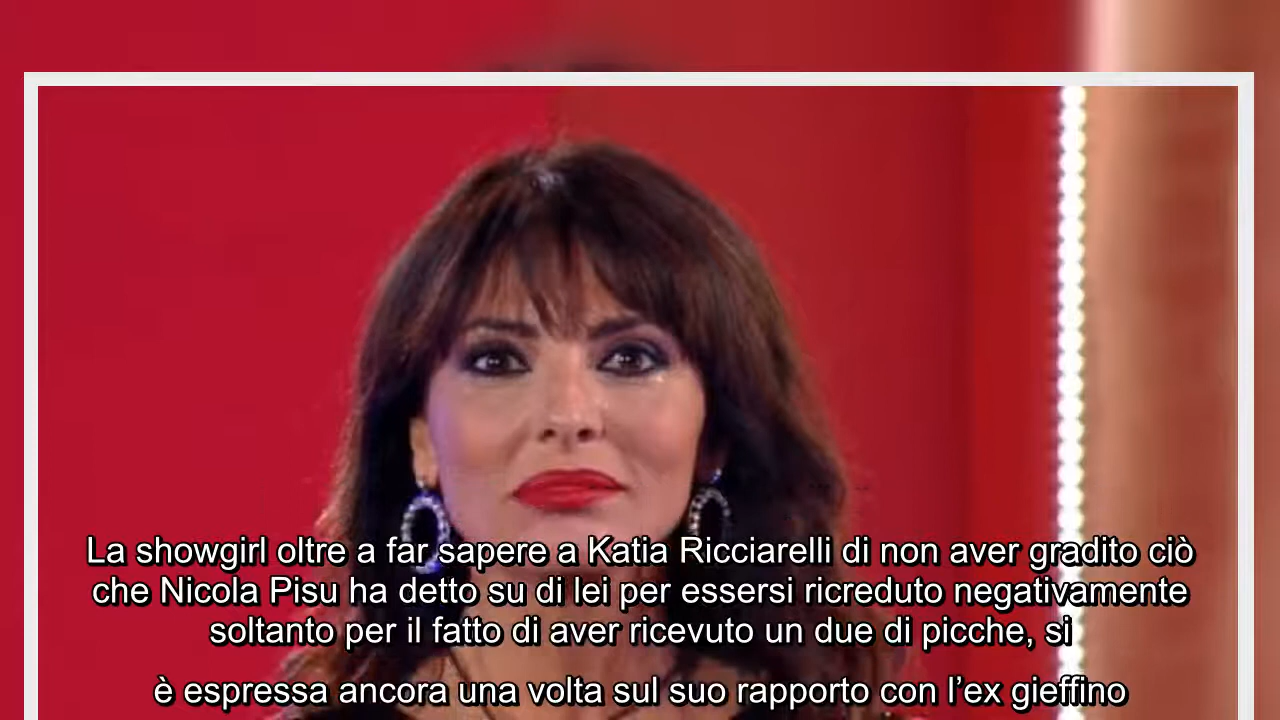 La showgirl oltre a far sapere a Katia Ricciarelli di non aver gradito ciò
che Nicola Pisu ha detto su di lei per essersi ricreduto negativamente
soltanto per il fatto di aver ricevuto un due di picche, si
è espressa ancora una volta sul suo rapporto con l’ex gieffino